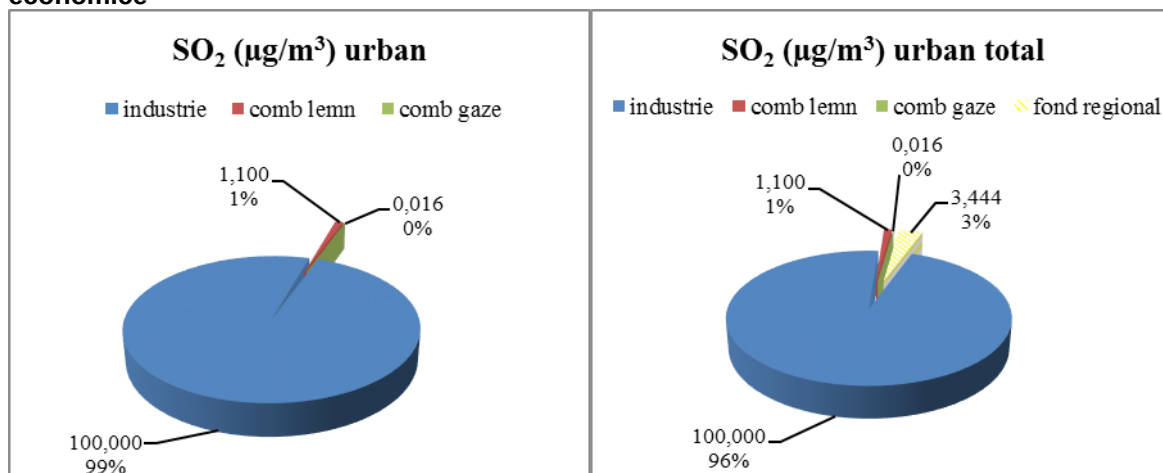 economice
SO₂ (µg/m³) urban
industrie comb lemn comb gaze
1,100
1%
0,016
0%
100,000
99%
SO₂ (µg/m³) urban total
industrie comb lemn comb gaze fond regional
0,016
0%
1,100
1%
3,444
3%
100,000
96%